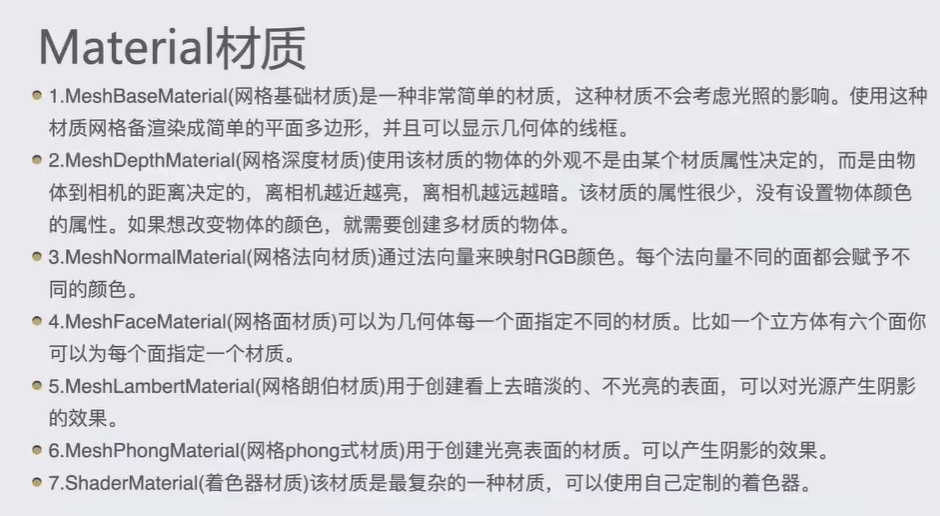 Material材质
1.MeshBaseMaterial(网格基础材质)是一种非常简单的材质，这种材质不会考虑光照的影响。使用这种
材质网格备渲染成简单的平面多边形，并且可以显示几何体的线框。
2.MeshDepthMaterial(网格深度材质)使用该材质的物体的外观不是由某个材质属性决定的，而是由物
体到相机的距离决定的，离相机越近越亮，离相机越远越暗。该材质的属性很少，没有设置物体颜色
的属性。如果想改变物体的颜色，就需要创建多材质的物体。
3.MeshNormalMaterial(网格法向材质)通过法向量来映射RGB颜色。每个法向量不同的面都会赋予不
同的颜色。
4.MeshFaceMaterial(网格面材质)可以为几何体每一个面指定不同的材质。比如一个立方体有六个面你
可以为每个面指定一个材质。
5.MeshLambertMaterial(网格朗伯材质)用于创建看上去暗淡的、不光亮的表面，可以对光源产生阴影
的效果。
6.MeshPhongMaterial(网格phong式材质)用于创建光亮表面的材质。可以产生阴影的效果。
7.ShaderMaterial(着色器材质)该材质是最复杂的一种材质，可以使用自己定制的着色器。